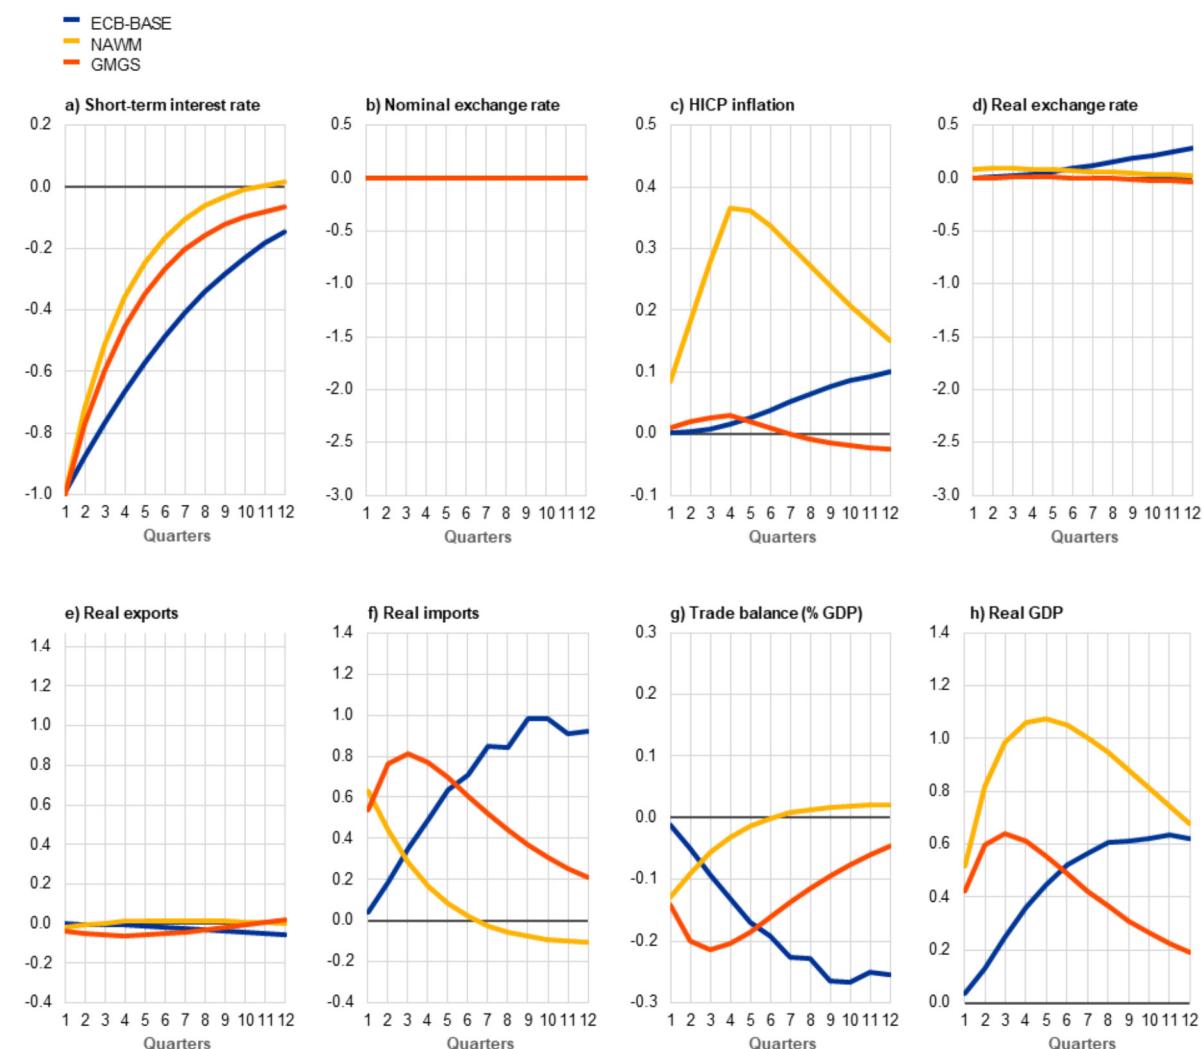 ECB-BASE
NAWM
GMGS
a) Short-term interest rate
b) Nominal exchange rate
c) HICP inflation
d) Real exchange rate
0.2
0.0
-0.2
-0.4
-0.6
-0.8
-1.0
1 2 3 4 5 6 7 8 9 10 11 12
Quarters
0.5
0.0
-0.5
-1.0
-1.5
-2.0
-2.5
-3.0
1 2 3 4 5 6 7 8 9 10 11 12
Quarters
0.5
0.4
0.3
0.2
0.1
0.0
-0.1
1 2 3 4 5 6 7 8 9 10 11 12
Quarters
0.5
0.0
-0.5
-1.0
-1.5
-2.0
-2.5
-3.0
1 2 3 4 5 6 7 8 9 10 11 12
Quarters
e) Real exports
f) Real imports
g) Trade balance (% GDP)
h) Real GDP
1.4
1.2
1.0
0.8
0.6
0.4
0.2
0.0
-0.2
-0.4
1 2 3 4 5 6 7 8 9 10 11 12
Quarters
1.4
1.2
1.0
0.8
0.6
0.4
0.2
0.0
-0.2
-0.4
1 2 3 4 5 6 7 8 9 10 11 12
Quarters
0.3
0.2
0.1
0.0
-0.1
-0.2
-0.3
1 2 3 4 5 6 7 8 9 10 11 12
Quarters
1.4
1.2
1.0
0.8
0.6
0.4
0.2
0.0
1 2 3 4 5 6 7 8 9 10 11 12
Quarters